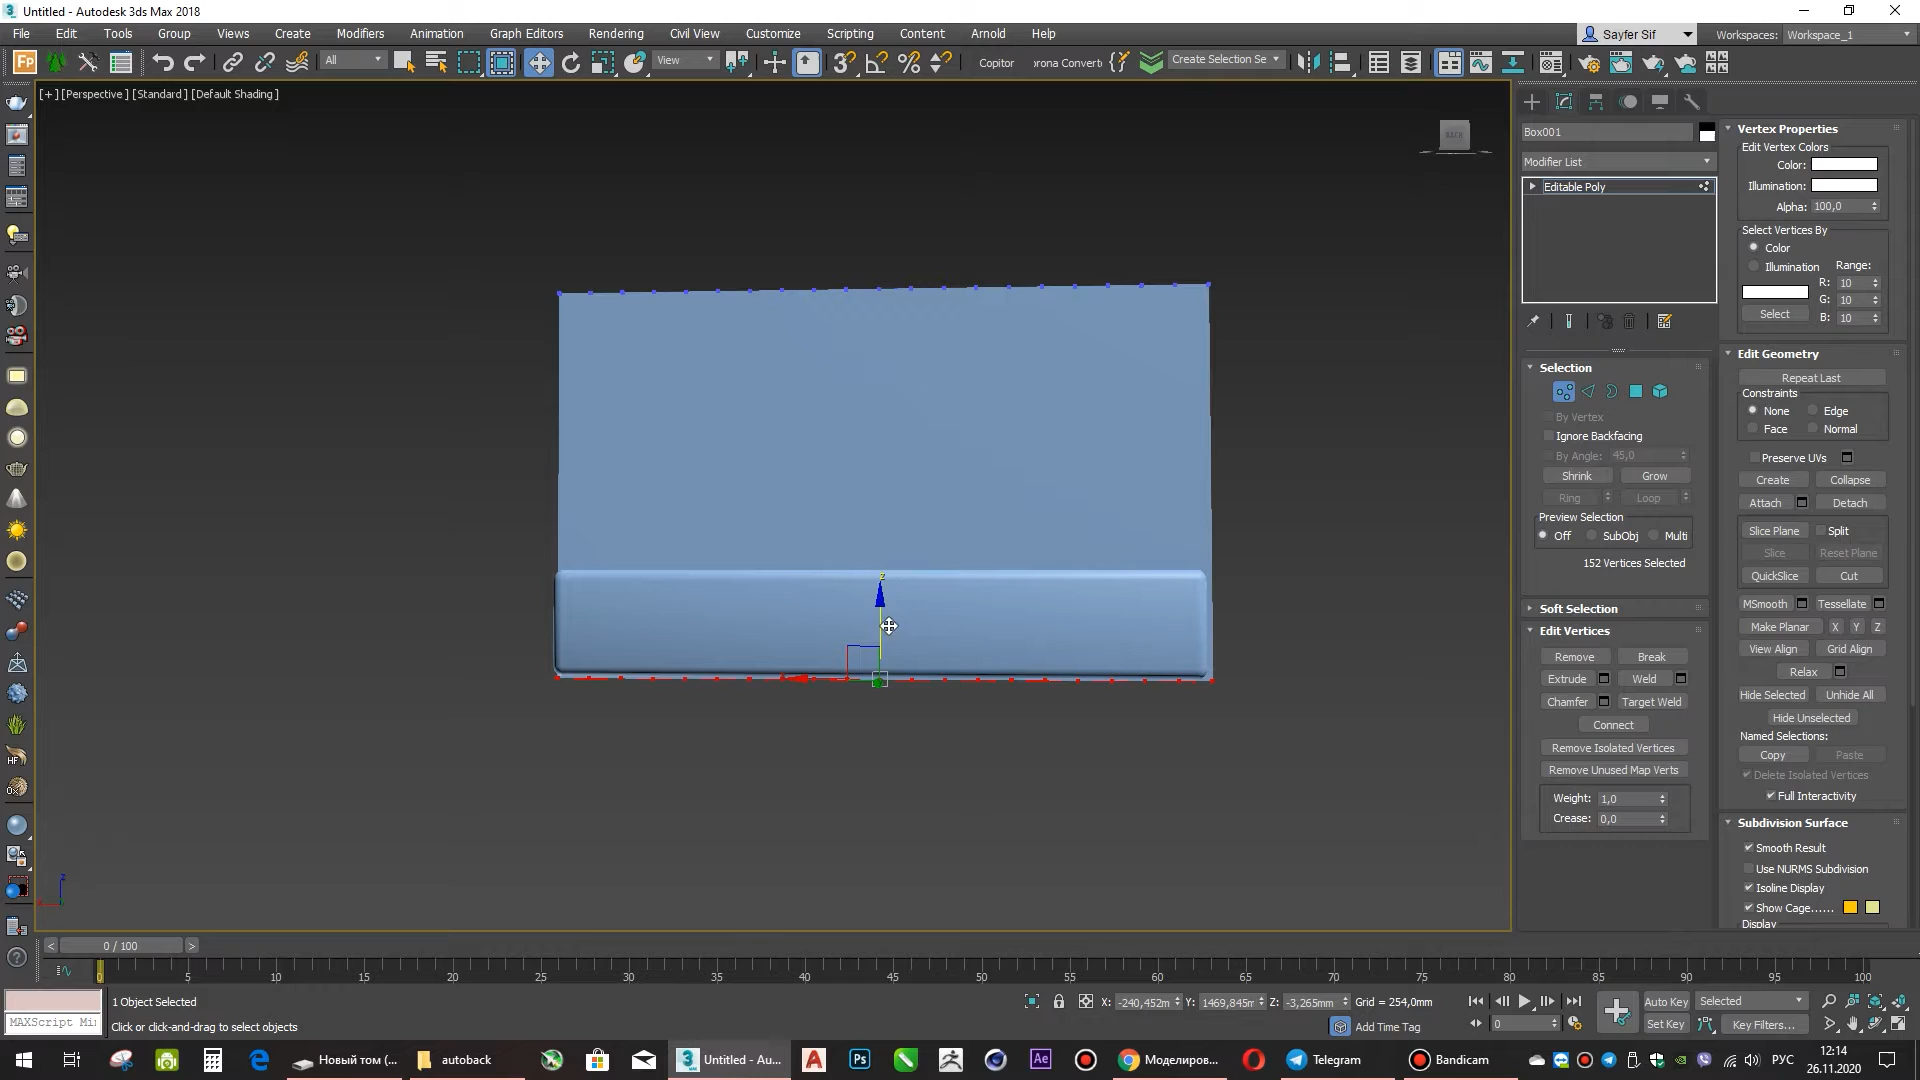 Untitled - Autodesk 3ds Max 2018
File Edit Tools Group Views Create Modifiers Animation Graph Editors Rendering Civil View Customize Scripting Content Arnold Help
Sayfer Sif
Workspaces: Workspace_1
All
View
Copitor
orona Converti
Create Selection Se
[+] [Perspective] [Standard] [Default Shading]
BACK
z
Box001
Modifier List
Editable Poly
Selection
By Vertex
Ignore Backfacing
By Angle: 45,0
Shrink Grow
Ring Loop
Preview Selection
Off SubObj Multi
152 Vertices Selected
Soft Selection
Edit Vertices
Remove Break
Extrude Weld
Chamfer Target Weld
Connect
Remove Isolated Vertices
Remove Unused Map Verts
Weight: 1,0
Crease: 0,0
Vertex Properties
Edit Vertex Colors
Color:
Illumination:
Alpha: 100,0
Select Vertices By
Color
Illumination Range:
R: 10
G: 10
Select B: 10
Edit Geometry
Repeat Last
Constraints
None Edge
Face Normal
Preserve UVs
Create Collapse
Attach Detach
Slice Plane Split
Slice Reset Plane
QuickSlice Cut
MSmooth Tessellate
Make Planar X Y Z
View Align Grid Align
Relax
Hide Selected Unhide All
Hide Unselected
Named Selections:
Copy Paste
Delete Isolated Vertices
Full Interactivity
Subdivision Surface
Smooth Result
Use NURMS Subdivision
Isoline Display
Show Cage......
Display
0 / 100
0 5 10 15 20 25 30 35 40 45 50 55 60 65 70 75 80 85 90 95 100
1 Object Selected
MAXScript Mi
Click or click-and-drag to select objects
X: -240,452m Y: 1469,845m Z: -3,265mm Grid = 254,0mm
Add Time Tag
0
Auto Key Selected
Set Key Key Filters...
Новый том (... autoback Untitled - Au... Моделиров... Telegram Bandicam
РУС
12:14
26.11.2020